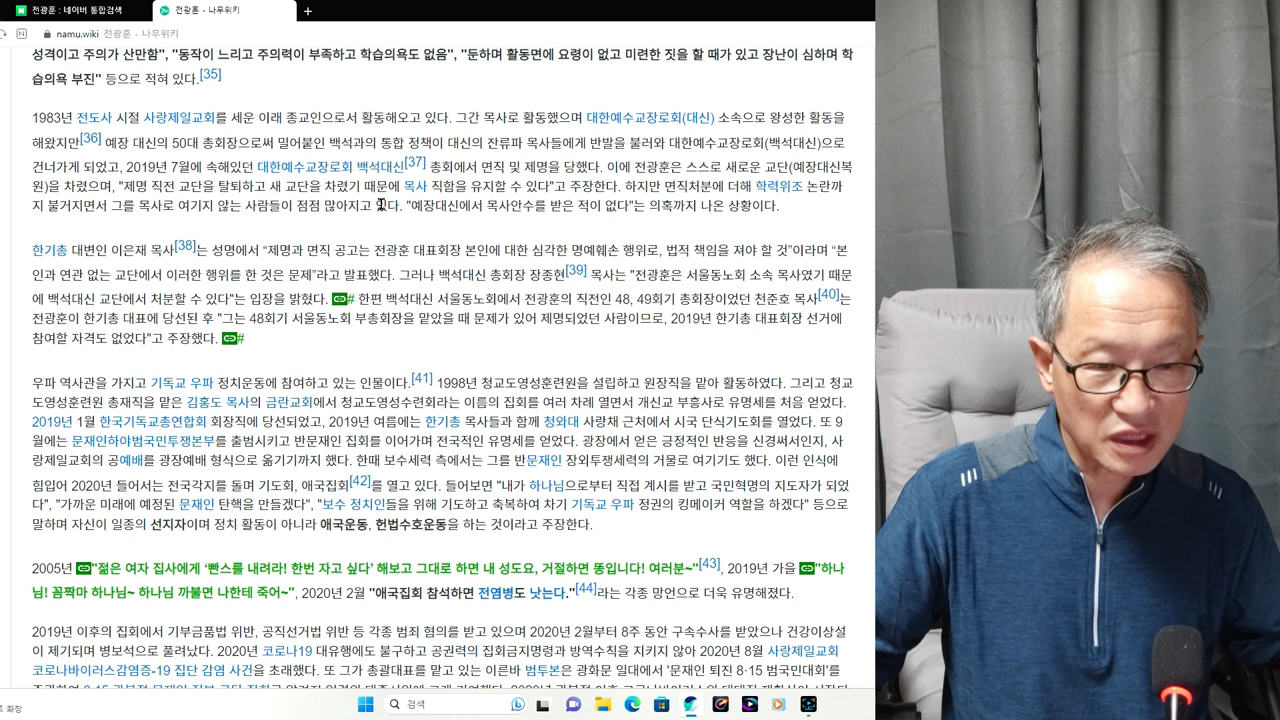 전광훈 : 네이버 통합검색
전광훈 - 나무위키
namu.wiki 전광훈 - 나무위키
성격이고 주의가 산만함", "동작이 느리고 주의력이 부족하고 학습의욕도 없음", "둔하며 활동면에 요령이 없고 미련한 짓을 할 때가 있고 장난이 심하며 학
습의욕 부진" 등으로 적혀 있다.[35]
1983년 전도사 시절 사랑제일교회를 세운 이래 종교인으로서 활동해오고 있다. 그간 목사로 활동했으며 대한예수교장로회(대신) 소속으로 왕성한 활동을
해왔지만[36] 예장 대신의 50대 총회장으로써 밀어붙인 백석과의 통합 정책이 대신의 잔류파 목사들에게 반발을 불러와 대한예수교장로회(백석대신)으로
건너가게 되었고, 2019년 7월에 속해있던 대한예수교장로회 백석대신[37] 총회에서 면직 및 제명을 당했다. 이에 전광훈은 스스로 새로운 교단(예장대신복
원)을 차렸으며, "제명 직전 교단을 탈퇴하고 새 교단을 차렸기 때문에 목사 직함을 유지할 수 있다"고 주장한다. 하지만 면직처분에 더해 학력위조 논란까
지 불거지면서 그를 목사로 여기지 않는 사람들이 점점 많아지고 있다. "예장대신에서 목사안수를 받은 적이 없다"는 의혹까지 나온 상황이다.
한기총 대변인 이은재 목사[38]는 성명에서 “제명과 면직 공고는 전광훈 대표회장 본인에 대한 심각한 명예훼손 행위로, 법적 책임을 져야 할 것”이라며 “본
인과 연관 없는 교단에서 이러한 행위를 한 것은 문제”라고 발표했다. 그러나 백석대신 총회장 장종현[39] 목사는 "전광훈은 서울동노회 소속 목사였기 때문
에 백석대신 교단에서 처분할 수 있다"는 입장을 밝혔다. # 한편 백석대신 서울동노회에서 전광훈의 직전인 48, 49회기 총회장이었던 천준호 목사[40]는
전광훈이 한기총 대표에 당선된 후 "그는 48회기 서울동노회 부총회장을 맡았을 때 문제가 있어 제명되었던 사람이므로, 2019년 한기총 대표회장 선거에
참여할 자격도 없었다"고 주장했다. #
우파 역사관을 가지고 기독교 우파 정치운동에 참여하고 있는 인물이다.[41] 1998년 청교도영성훈련원을 설립하고 원장직을 맡아 활동하였다. 그리고 청교
도영성훈련원 총재직을 맡은 김홍도 목사의 금란교회에서 청교도영성수련회라는 이름의 집회를 여러 차례 열면서 개신교 부흥사로 유명세를 처음 얻었다.
2019년 1월 한국기독교총연합회 회장직에 당선되었고, 2019년 여름에는 한기총 목사들과 함께 청와대 사랑채 근처에서 시국 단식기도회를 열었다. 또 9
월에는 문재인하야범국민투쟁본부를 출범시키고 반문재인 집회를 이어가며 전국적인 유명세를 얻었다. 광장에서 얻은 긍정적인 반응을 신경써서인지, 사
랑제일교회의 공예배를 광장예배 형식으로 옮기기까지 했다. 한때 보수세력 측에서는 그를 반문재인 장외투쟁세력의 거물로 여기기도 했다. 이런 인식에
힘입어 2020년 들어서는 전국각지를 돌며 기도회, 애국집회[42]를 열고 있다. 들어보면 "내가 하나님으로부터 직접 계시를 받고 국민혁명의 지도자가 되었
다", "가까운 미래에 예정된 문재인 탄핵을 만들겠다", "보수 정치인들을 위해 기도하고 축복하여 차기 기독교 우파 정권의 킹메이커 역할을 하겠다" 등으로
말하며 자신이 일종의 선지자이며 정치 활동이 아니라 애국운동, 헌법수호운동을 하는 것이라고 주장한다.
2005년 "젊은 여자 집사에게 ‘빤스를 내려라! 한번 자고 싶다’ 해보고 그대로 하면 내 성도요, 거절하면 똥입니다! 여러분~"[43], 2019년 가을 "하나
님! 꼼짝마 하나님~ 하나님 까불면 나한테 죽어~", 2020년 2월 "애국집회 참석하면 전염병도 낫는다."[44]라는 각종 망언으로 더욱 유명해졌다.
2019년 이후의 집회에서 기부금품법 위반, 공직선거법 위반 등 각종 범죄 혐의를 받고 있으며 2020년 2월부터 8주 동안 구속수사를 받았으나 건강이상설
이 제기되며 병보석으로 풀려났다. 2020년 코로나19 대유행에도 불구하고 공권력의 집회금지명령과 방역수칙을 지키지 않아 2020년 8월 사랑제일교회
코로나바이러스감염증-19 집단 감염 사건을 초래했다. 또 그가 총괄대표를 맡고 있는 이른바 범투본은 광화문 일대에서 '문재인 퇴진 8·15 범국민대회'를
검색